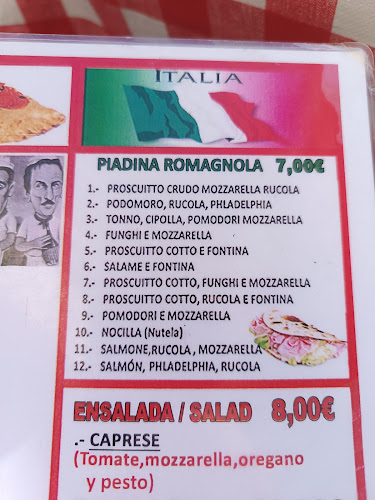 ITALIA
PIADINA ROMAGNOLA 7,00€
1.- PROSCUITTO CRUDO MOZZARELLA RUCOLA
2.- PODOMORO, RUCOLA, PHLADELPHIA
3.- TONNO, CIPOLLA, POMODORI MOZZARELLA
4.- FUNGHI E MOZZARELLA
5.- PROSCUITTO COTTO E FONTINA
6.- SALAME E FONTINA
7.- PROSCUITTO COTTO, FUNGHI E MOZZARELLA
8.- PROSCUITTO COTTO, RUCOLA E FONTINA
9.- POMODORI E MOZZARELLA
10.- NOCILLA (Nutela)
11.- SALMONE,RUCOLA , MOZZARELLA
12.- SALMÓN, PHLADELPHIA, RUCOLA
ENSALADA / SALAD 8,00€
.- CAPRESE
(Tomate,mozzarella,oregano
y pesto)